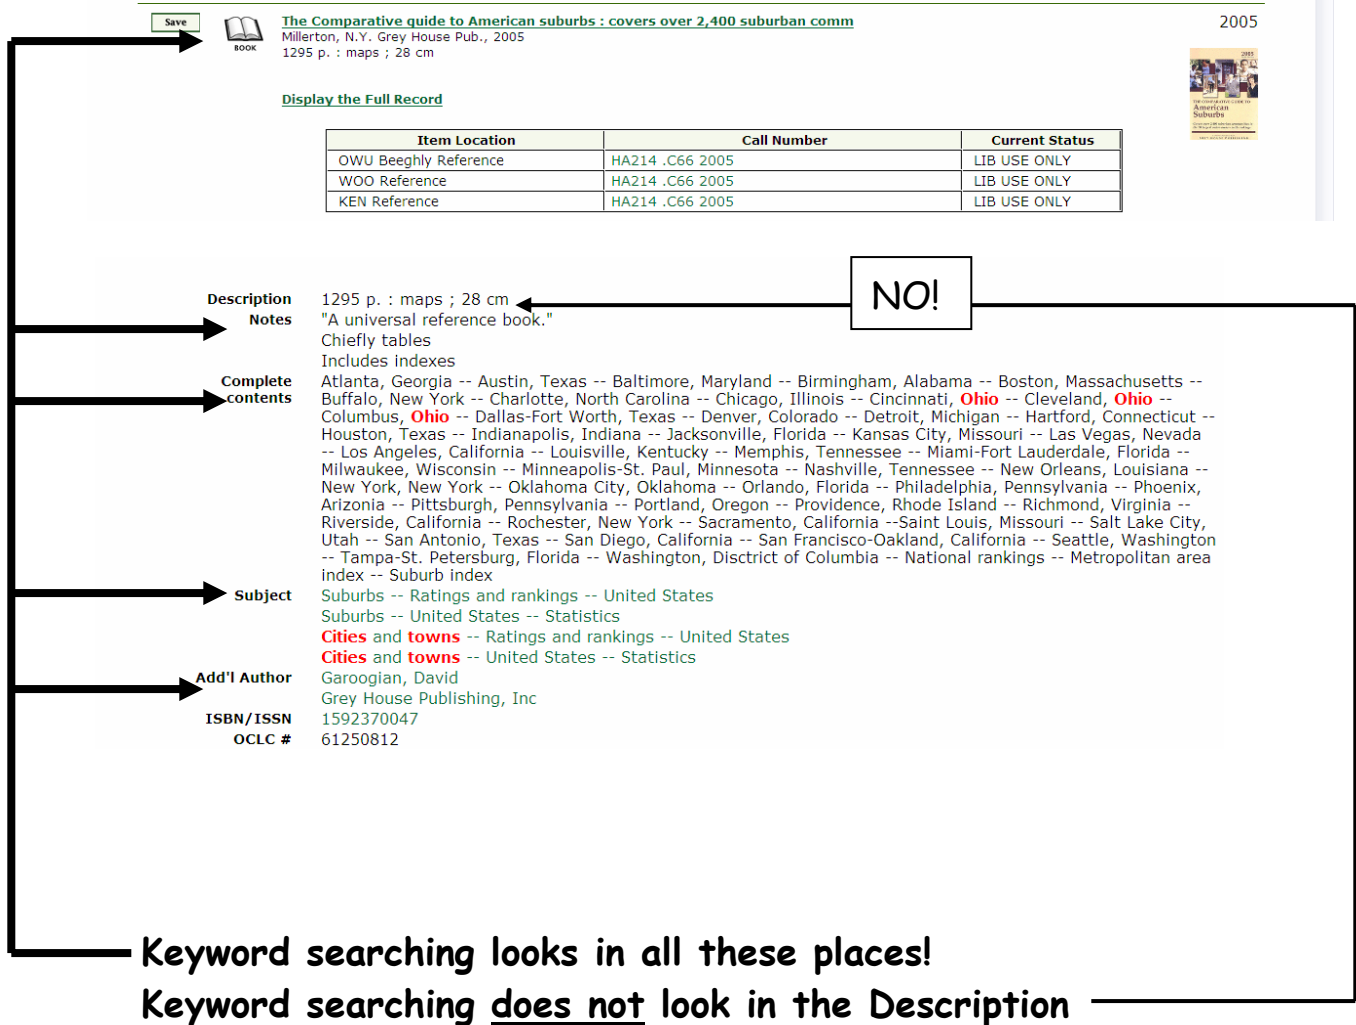 Save
BOOK
The Comparative guide to American suburbs : covers over 2,400 suburban comm
2005
Millerton, N.Y. Grey House Pub., 2005
1295 p. : maps ; 28 cm
2005
THE COMPARATIVE GUIDE TO
American
Suburbs
Display the Full Record
Item Location Call Number Current Status
OWU Beeghly Reference HA214 .C66 2005 LIB USE ONLY
WOO Reference HA214 .C66 2005 LIB USE ONLY
KEN Reference HA214 .C66 2005 LIB USE ONLY
NO!
Description 1295 p. : maps ; 28 cm
Notes "A universal reference book."
Chiefly tables
Includes indexes
Complete contents Atlanta, Georgia -- Austin, Texas -- Baltimore, Maryland -- Birmingham, Alabama -- Boston, Massachusetts --
Buffalo, New York -- Charlotte, North Carolina -- Chicago, Illinois -- Cincinnati, Ohio -- Cleveland, Ohio --
Columbus, Ohio -- Dallas-Fort Worth, Texas -- Denver, Colorado -- Detroit, Michigan -- Hartford, Connecticut --
Houston, Texas -- Indianapolis, Indiana -- Jacksonville, Florida -- Kansas City, Missouri -- Las Vegas, Nevada
-- Los Angeles, California -- Louisville, Kentucky -- Memphis, Tennessee -- Miami-Fort Lauderdale, Florida --
Milwaukee, Wisconsin -- Minneapolis-St. Paul, Minnesota -- Nashville, Tennessee -- New Orleans, Louisiana --
New York, New York -- Oklahoma City, Oklahoma -- Orlando, Florida -- Philadelphia, Pennsylvania -- Phoenix,
Arizonia -- Pittsburgh, Pennsylvania -- Portland, Oregon -- Providence, Rhode Island -- Richmond, Virginia --
Riverside, California -- Rochester, New York -- Sacramento, California --Saint Louis, Missouri -- Salt Lake City,
Utah -- San Antonio, Texas -- San Diego, California -- San Francisco-Oakland, California -- Seattle, Washington
-- Tampa-St. Petersburg, Florida -- Washington, Disctrict of Columbia -- National rankings -- Metropolitan area
index -- Suburb index
Subject Suburbs -- Ratings and rankings -- United States
Suburbs -- United States -- Statistics
Cities and towns -- Ratings and rankings -- United States
Cities and towns -- United States -- Statistics
Add'l Author Garoogian, David
Grey House Publishing, Inc
ISBN/ISSN 1592370047
OCLC # 61250812
Keyword searching looks in all these places!
Keyword searching does not look in the Description